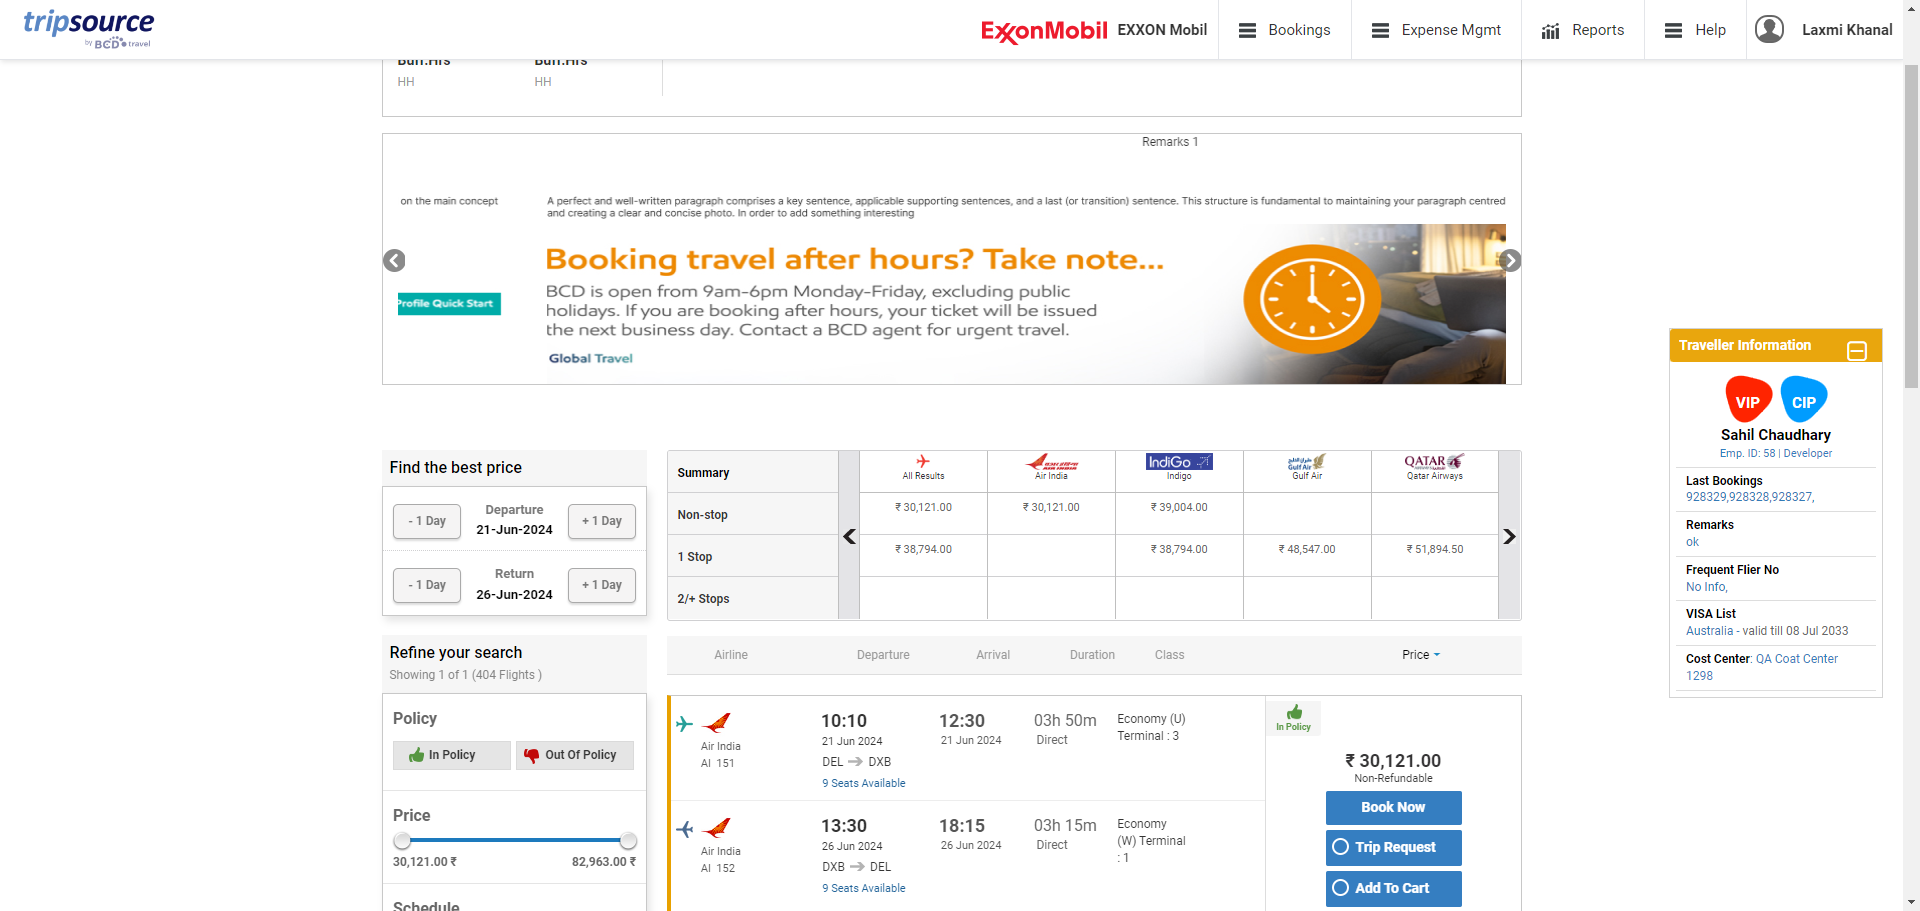 tripsource
by BCD travel
ExxonMobil EXXON Mobil
Bookings
Expense Mgmt
Reports
Help
Laxmi Khanal
Buff.Hrs
Buff.Hrs
HH
HH
Remarks 1
on the main concept
A perfect and well-written paragraph comprises a key sentence, applicable supporting sentences, and a last (or transition) sentence. This structure is fundamental to maintaining your paragraph centred
and creating a clear and concise photo. In order to add something interesting
Profile Quick Start
Booking travel after hours? Take note...
BCD is open from 9am-6pm Monday-Friday, excluding public
holidays. If you are booking after hours, your ticket will be issued
the next business day. Contact a BCD agent for urgent travel.
Global Travel
Traveller Information
VIP
CIP
Sahil Chaudhary
Emp. ID: 58 | Developer
Last Bookings
928329,928328,928327,
Remarks
ok
Frequent Flier No
No Info,
VISA List
Australia - valid till 08 Jul 2033
Cost Center: QA Coat Center
1298
Find the best price
- 1 Day
Departure
21-Jun-2024
+ 1 Day
- 1 Day
Return
26-Jun-2024
+ 1 Day
Summary
All Results
Air India
IndiGo
Indigo
Gulf Air
Gulf Air
QATAR
Qatar Airways
Non-stop
₹ 30,121.00
₹ 30,121.00
₹ 39,004.00
1 Stop
₹ 38,794.00
₹ 38,794.00
₹ 48,547.00
₹ 51,894.50
2/+ Stops
Refine your search
Showing 1 of 1 (404 Flights )
Policy
In Policy
Out Of Policy
Price
30,121.00 ₹
82,963.00 ₹
Schedule
Airline
Departure
Arrival
Duration
Class
Price
Air India
AI 151
10:10
21 Jun 2024
DEL DXB
9 Seats Available
12:30
21 Jun 2024
03h 50m
Direct
Economy (U)
Terminal : 3
Air India
AI 152
13:30
26 Jun 2024
DXB DEL
9 Seats Available
18:15
26 Jun 2024
03h 15m
Direct
Economy
(W) Terminal
: 1
In Policy
₹ 30,121.00
Non-Refundable
Book Now
Trip Request
Add To Cart